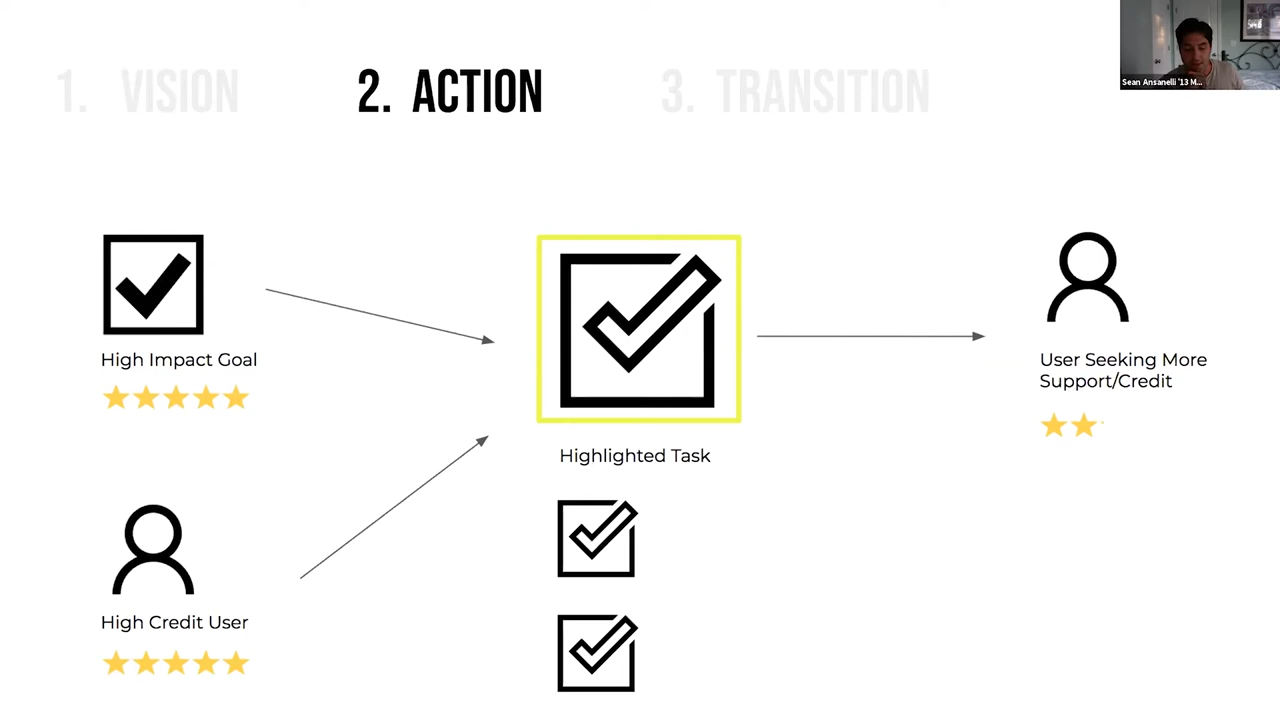 1. VISION
2. ACTION
3. TRANSITION
Sean Ansanelli '13 M...
High Impact Goal
Highlighted Task
User Seeking More
Support/Credit
High Credit User